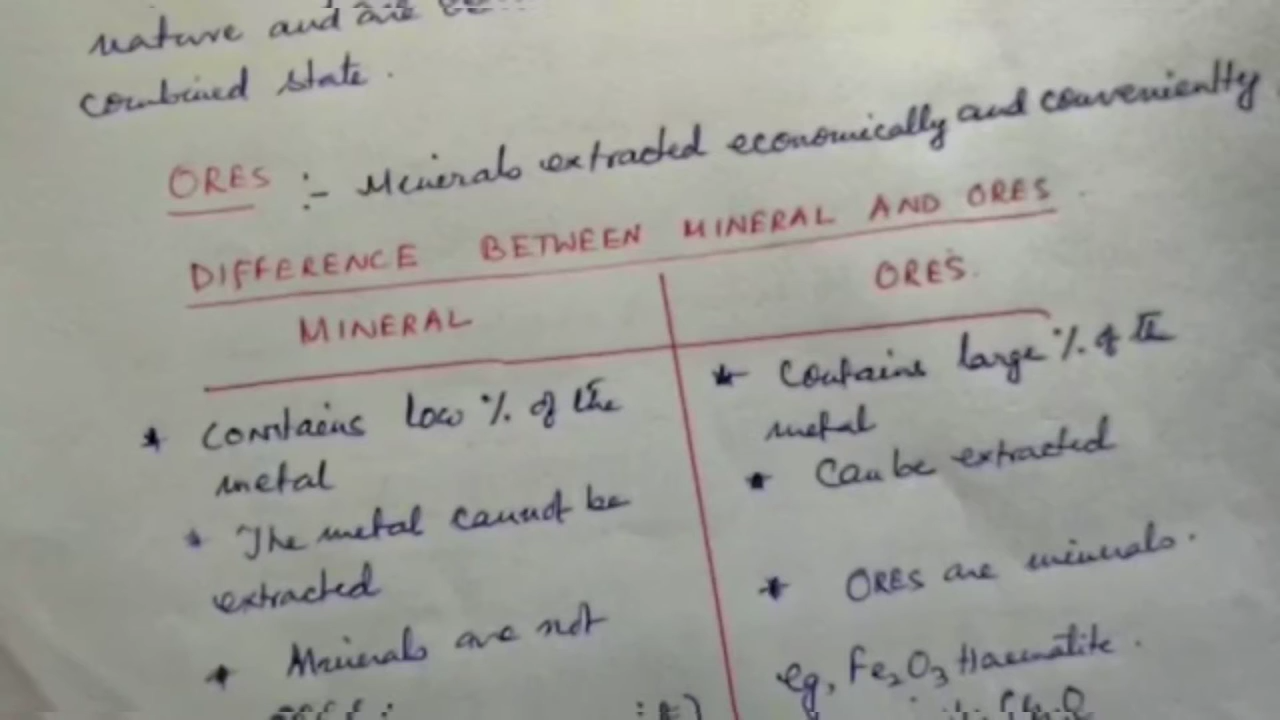 nature and are
combined state.
ORES :- Minerals extracted economically and conveniently
DIFFERENCE BETWEEN MINERAL AND ORES
MINERAL
* Contains low % of the
metal
* The metal cannot be
extracted
* Minerals are not
ORES
* Contains large % of the
metal
* Can be extracted
* ORES are minerals.
eg, Fe2O3 Haematite.